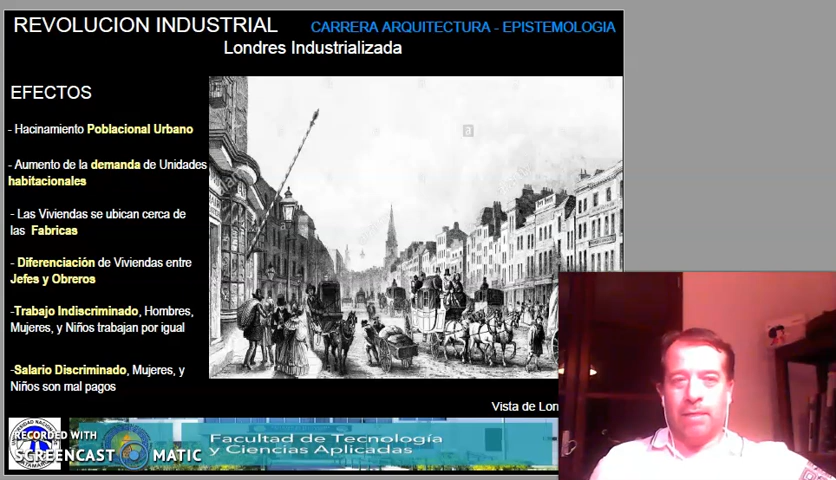 REVOLUCION INDUSTRIAL
CARRERA ARQUITECTURA - EPISTEMOLOGIA
Londres Industrializada
EFECTOS
- Hacinamiento Poblacional Urbano
- Aumento de la demanda de Unidades
habitacionales
- Las Viviendas se ubican cerca de
las Fabricas
- Diferenciación de Viviendas entre
Jefes y Obreros
-Trabajo Indiscriminado, Hombres,
Mujeres, y Niños trabajan por igual
-Salario Discriminado, Mujeres, y
Niños son mal pagos
a
Vista de Lon
RECORDED WITH
SCREENCAST MATIC
Facultad de Tecnología
y Ciencias Aplicadas